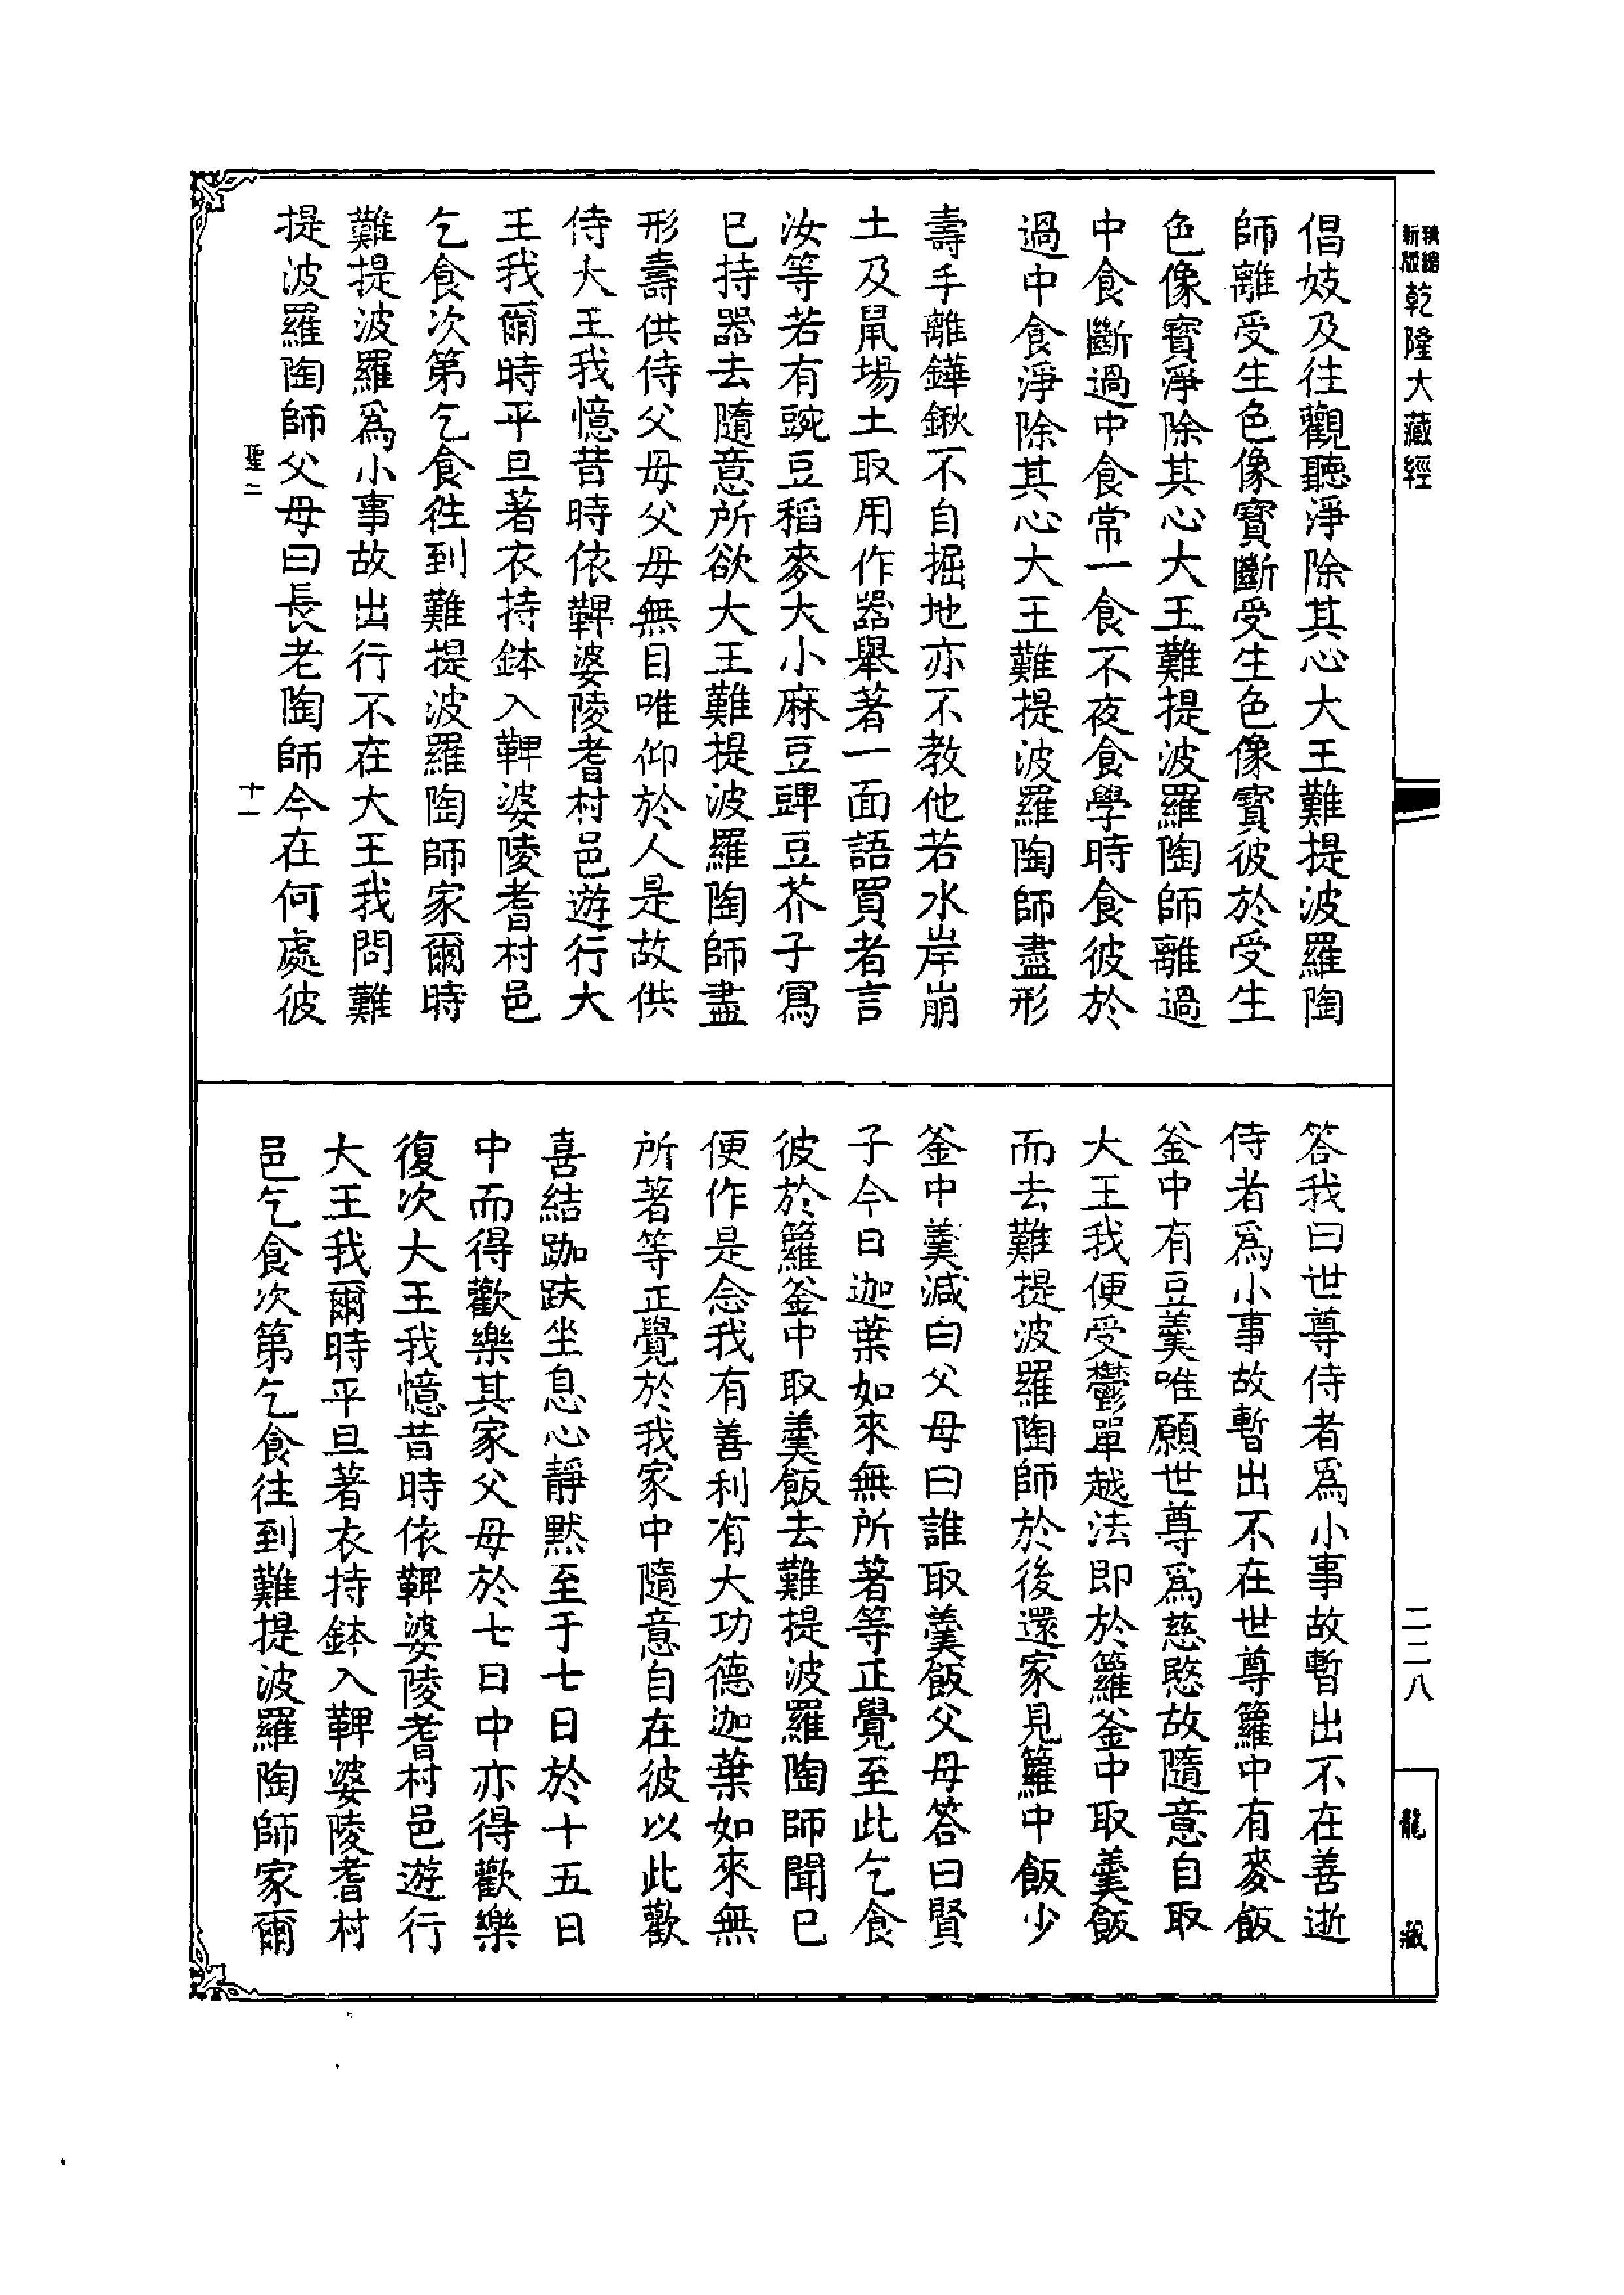 新版
精縮
乾隆大藏經
倡妓及往觀聽淨除其心大王難提波羅陶
師離受生色像寶斷受生色像寶彼於受生
色像寶淨除其心大王難提波羅陶師離過
中食斷過中食常一食不夜食學時食彼於
過中食淨除其心大王難提波羅陶師盡形
壽手離鏵鍬不自掘地亦不教他若水岸崩
土及鼠場土取用作器舉著一面語買者言
汝等若有豌豆稻麥大小麻豆豍豆芥子寫
已持器去隨意所欲大王難提波羅陶師盡
形壽供侍父母父母無目唯仰於人是故供
侍大王我憶昔時依鞞婆陵耆村邑遊行大
王我爾時平旦著衣持鉢入鞞婆陵耆村邑
乞食次第乞食往到難提波羅陶師家爾時
難提波羅爲小事故出行不在大王我問難
提波羅陶師父母曰長老陶師今在何處彼
聖二
十一
答我曰世尊侍者爲小事故暫出不在善逝
侍者爲小事故暫出不在世尊籮中有麥飯
釜中有豆羹唯願世尊爲慈愍故隨意自取
大王我便受鬱單越法即於籮釜中取羹飯
而去難提波羅陶師於後還家見籮中飯少
釜中羹減白父母曰誰取羹飯父母答曰賢
子今日迦葉如來無所著等正覺至此乞食
彼於籮釜中取羹飯去難提波羅陶師聞已
便作是念我有善利有大功德迦葉如來無
所著等正覺於我家中隨意自在彼以此歡
喜結跏趺坐息心靜黙至于七日於十五日
中而得歡樂其家父母於七日中亦得歡樂
復次大王我憶昔時依鞞婆陵耆村邑遊行
大王我爾時平旦著衣持鉢入鞞婆陵耆村
邑乞食次第乞食往到難提波羅陶師家爾
二二八
龍藏